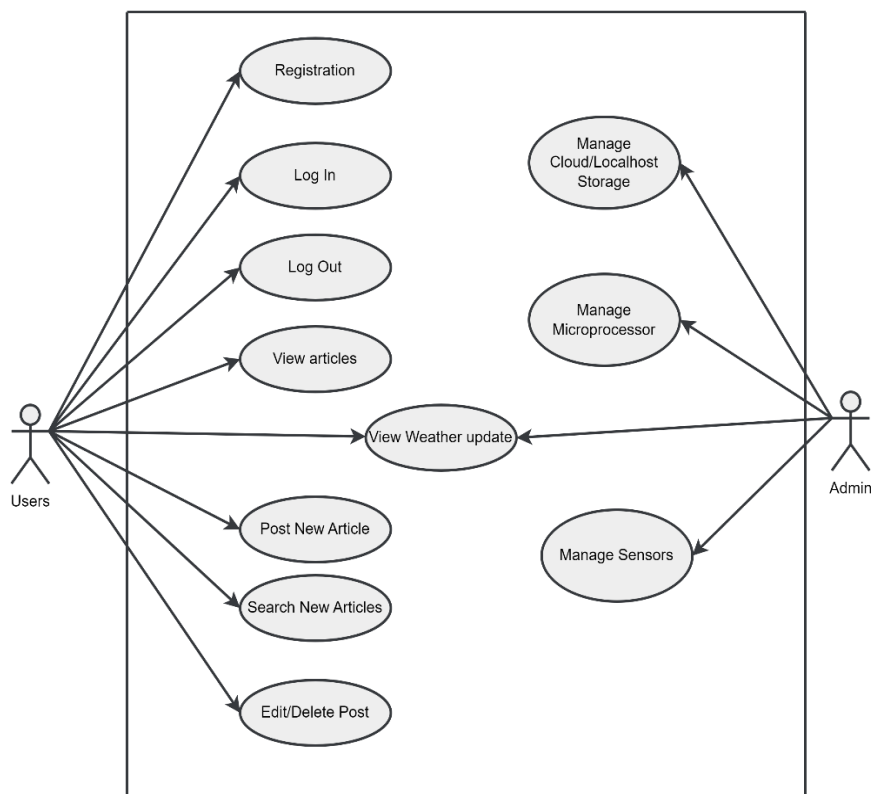 Registration
Log In
Log Out
View articles
View Weather update
Post New Article
Search New Articles
Edit/Delete Post
Users
Manage
Cloud/Localhost
Storage
Manage
Microprocessor
Manage Sensors
Admin